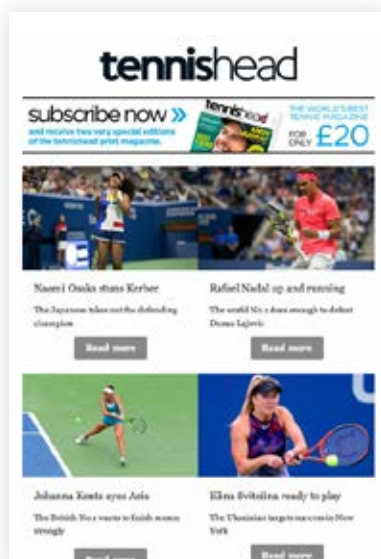 tennishead
subscribe now »
and receive two very special editions
of the tennishead print magazine.
tennishead
THE WORLD'S BEST
TENNIS MAGAZINE
FOR
ONLY £20
Naomi Osaka stuns Kerber
The Japanese takes out the defending
champion
Read more
Rafael Nadal up and running
The world No.1 does enough to defeat
Dusan Lajovic
Read more
Johanna Konta eyes Asia
The British No.1 wants to finish season
strongly
Read more
Elina Svitolina ready to play
The Ukrainian targets success in New
York
Read more